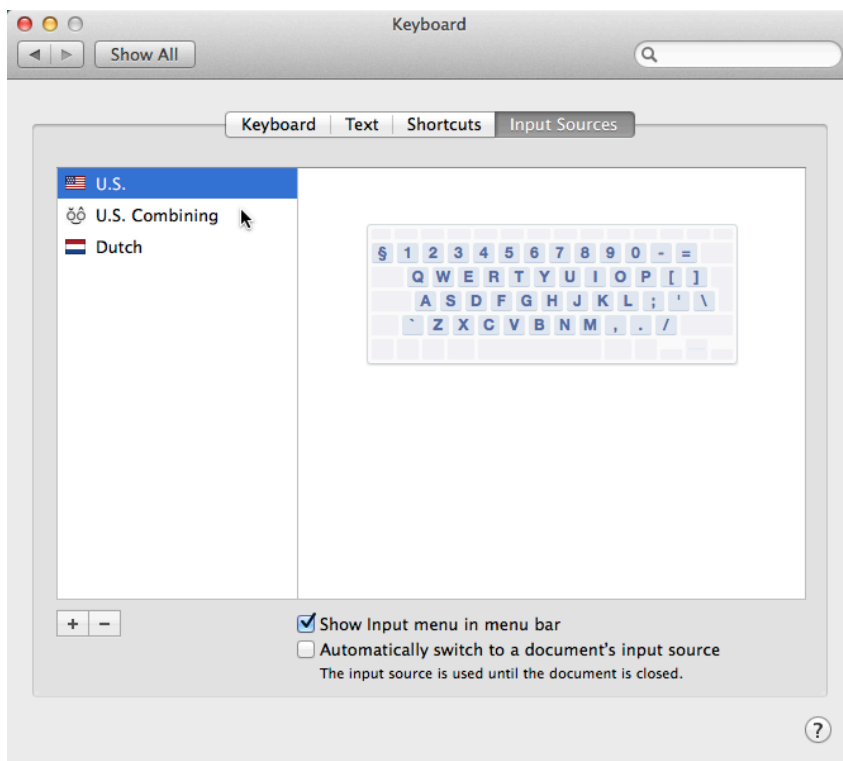 Keyboard
Show All
Keyboard Text Shortcuts Input Sources
U.S.
U.S. Combining
Dutch
§ 1 2 3 4 5 6 7 8 9 0 - =
Q W E R T Y U I O P [ ]
A S D F G H J K L ; ' \
` Z X C V B N M , . /
+ −
Show Input menu in menu bar
Automatically switch to a document's input source
The input source is used until the document is closed.
?